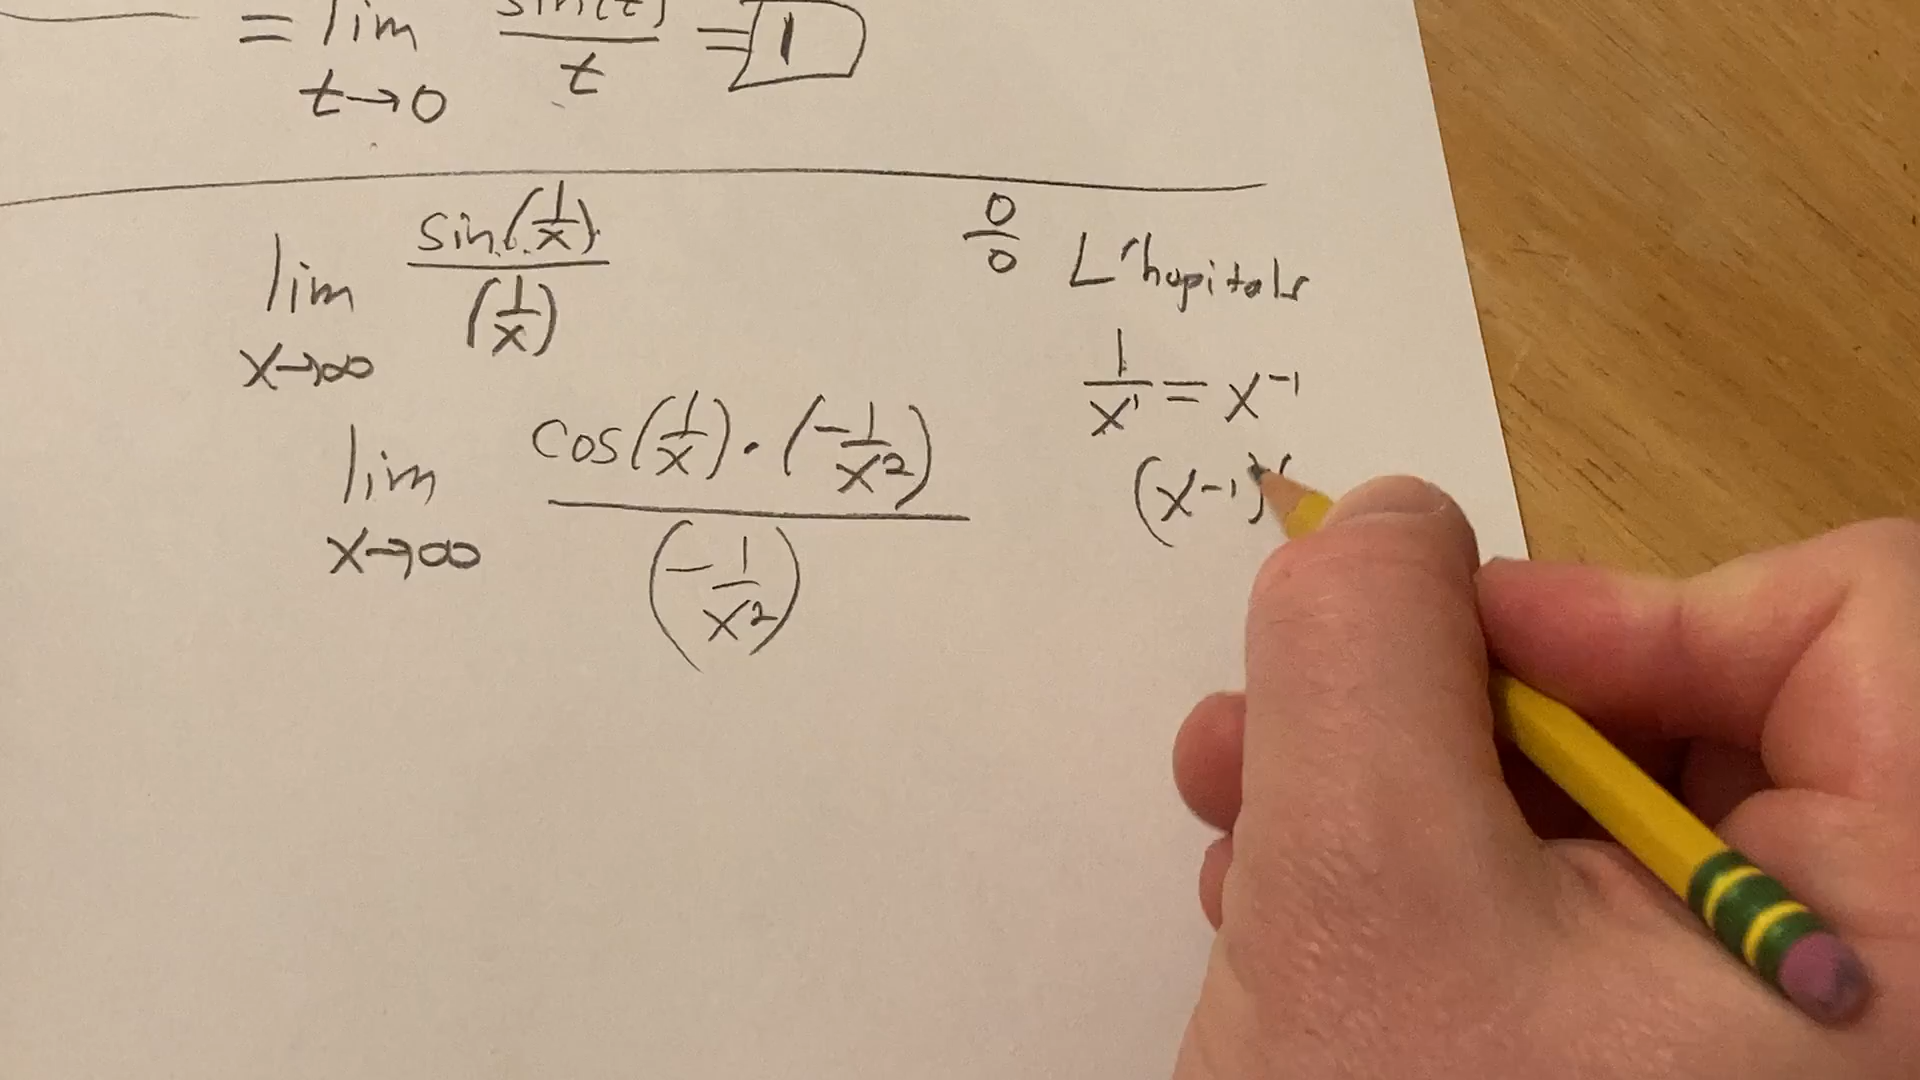 = lim sin(t)/t = 1
t→0
lim sin(1/x)/(1/x)
x→∞
0/0 L'hopitals
1/x¹ = x⁻¹
lim cos(1/x)·(-1/x²)/(-1/x²)
x→∞
(x⁻¹)'